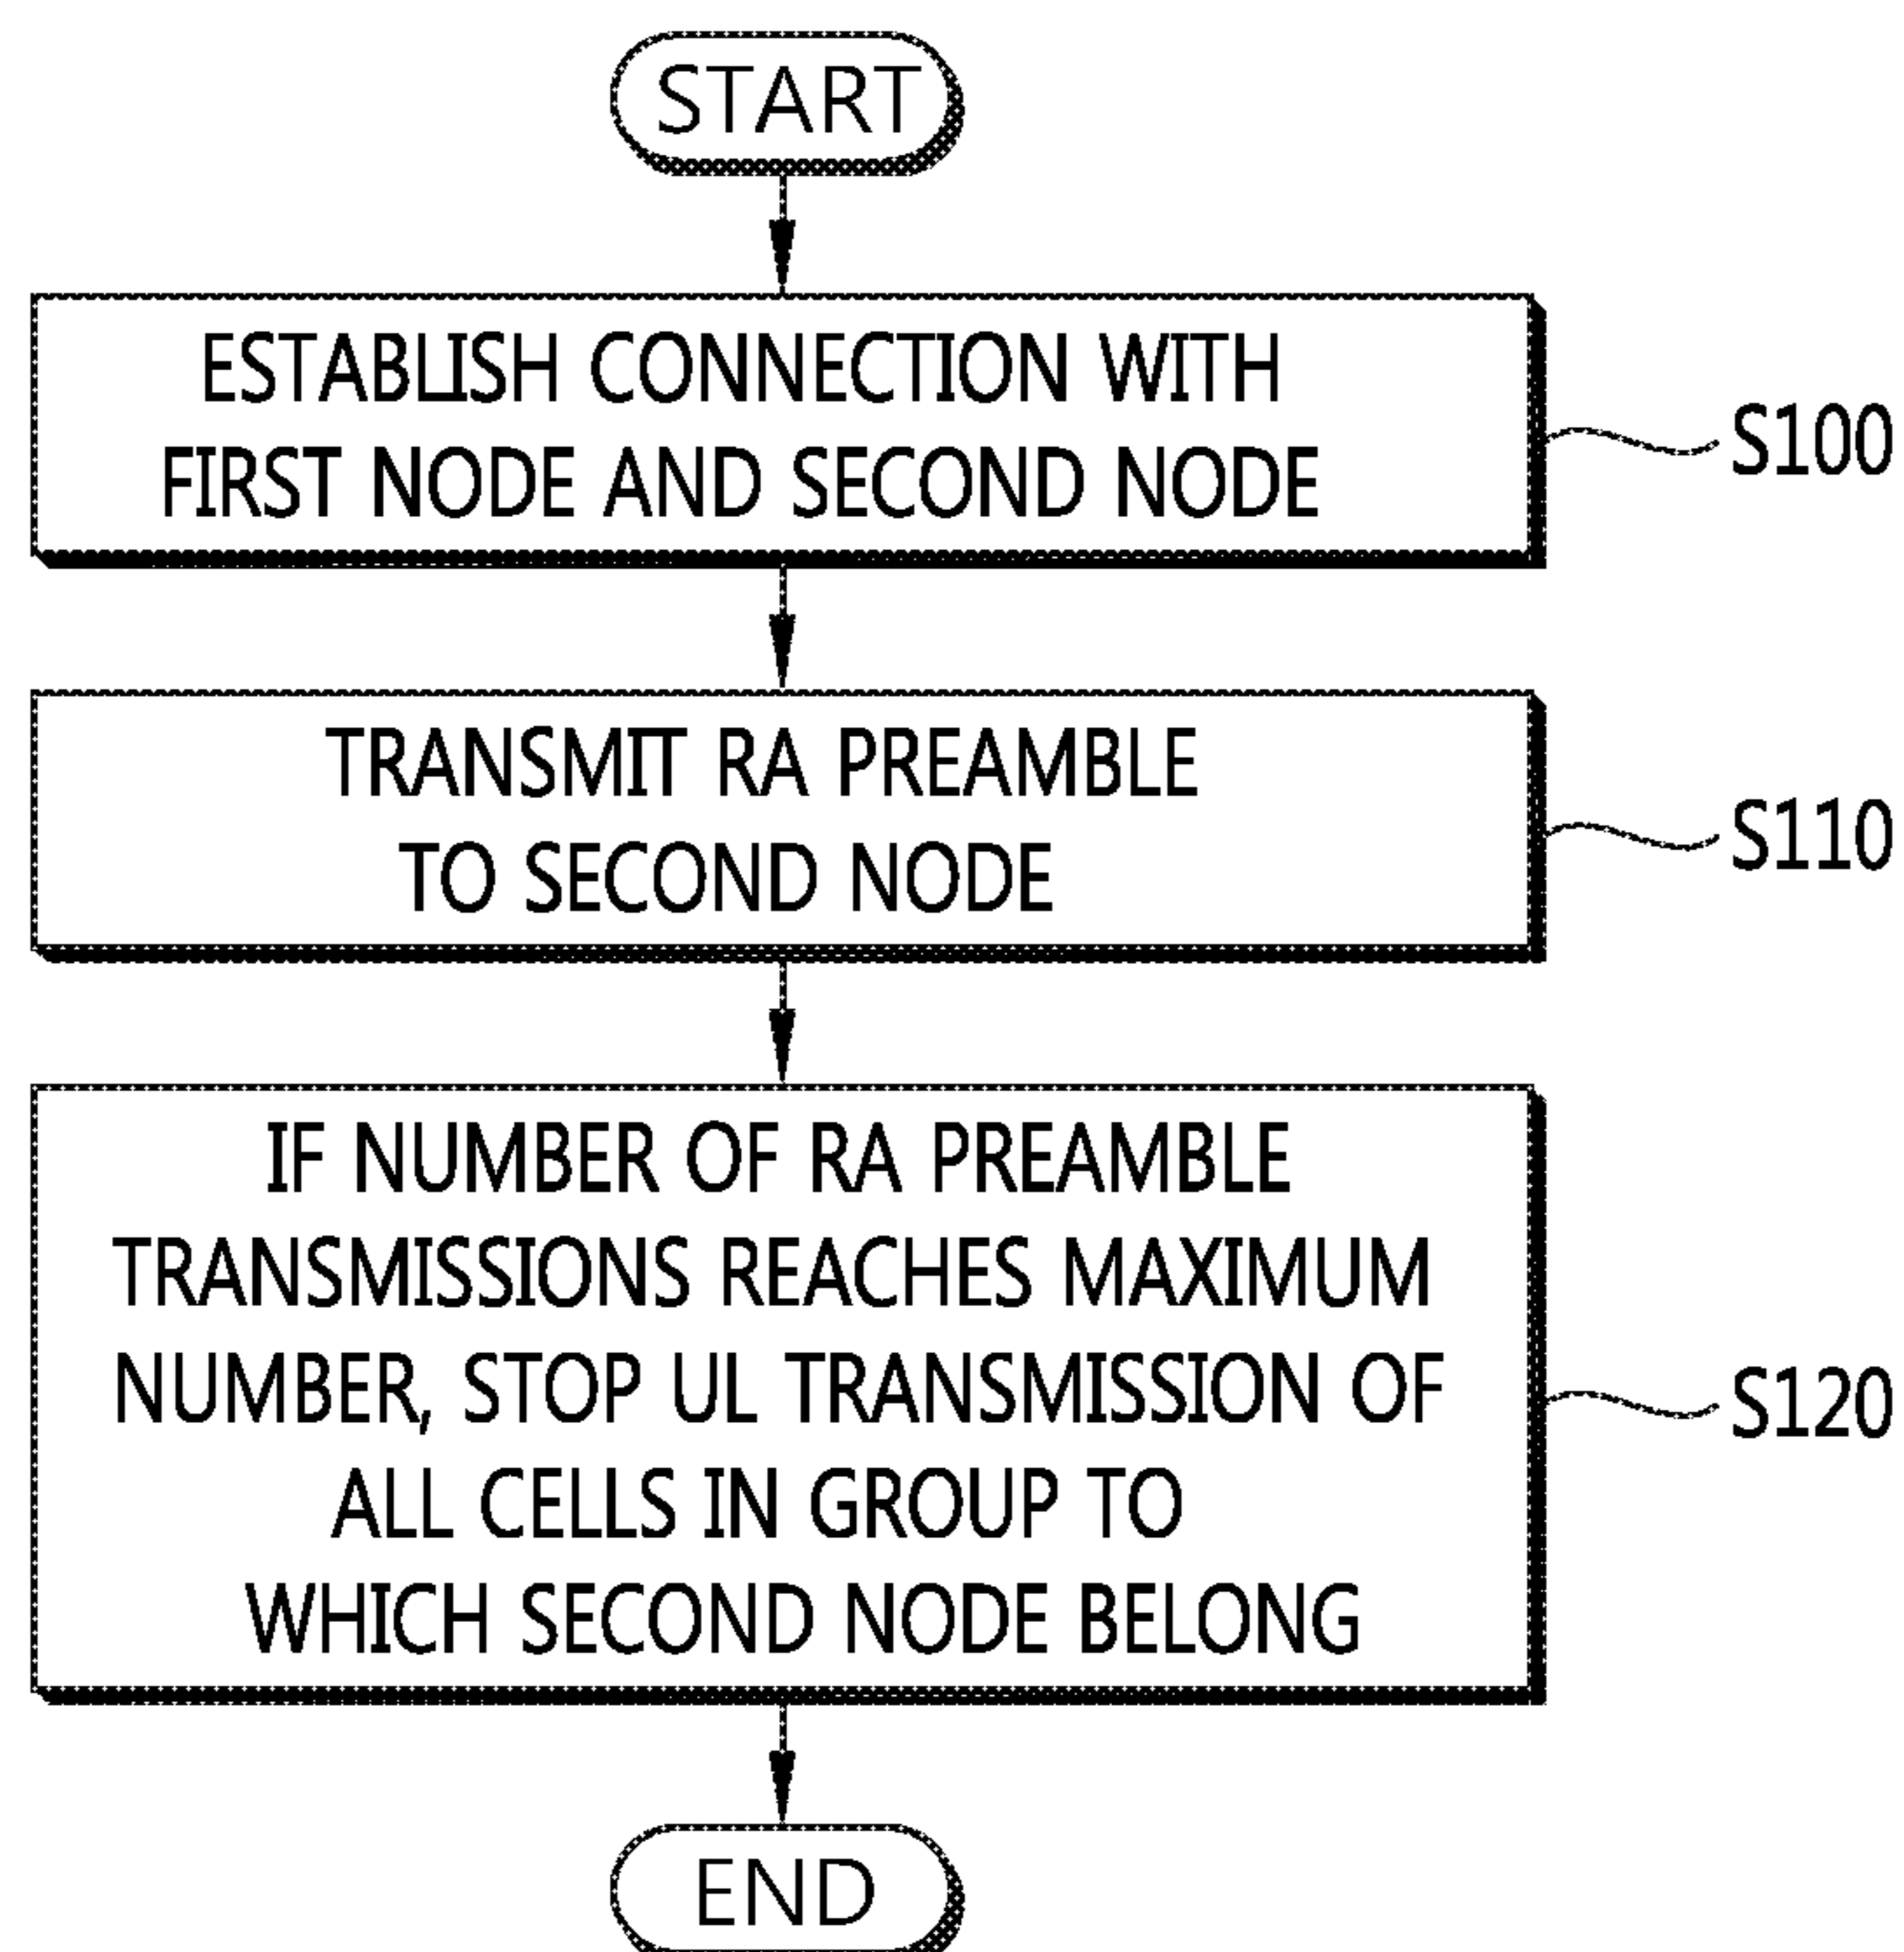 START
ESTABLISH CONNECTION WITH
FIRST NODE AND SECOND NODE
S100
TRANSMIT RA PREAMBLE
TO SECOND NODE
S110
IF NUMBER OF RA PREAMBLE
TRANSMISSIONS REACHES MAXIMUM
NUMBER, STOP UL TRANSMISSION OF
ALL CELLS IN GROUP TO
WHICH SECOND NODE BELONG
S120
END